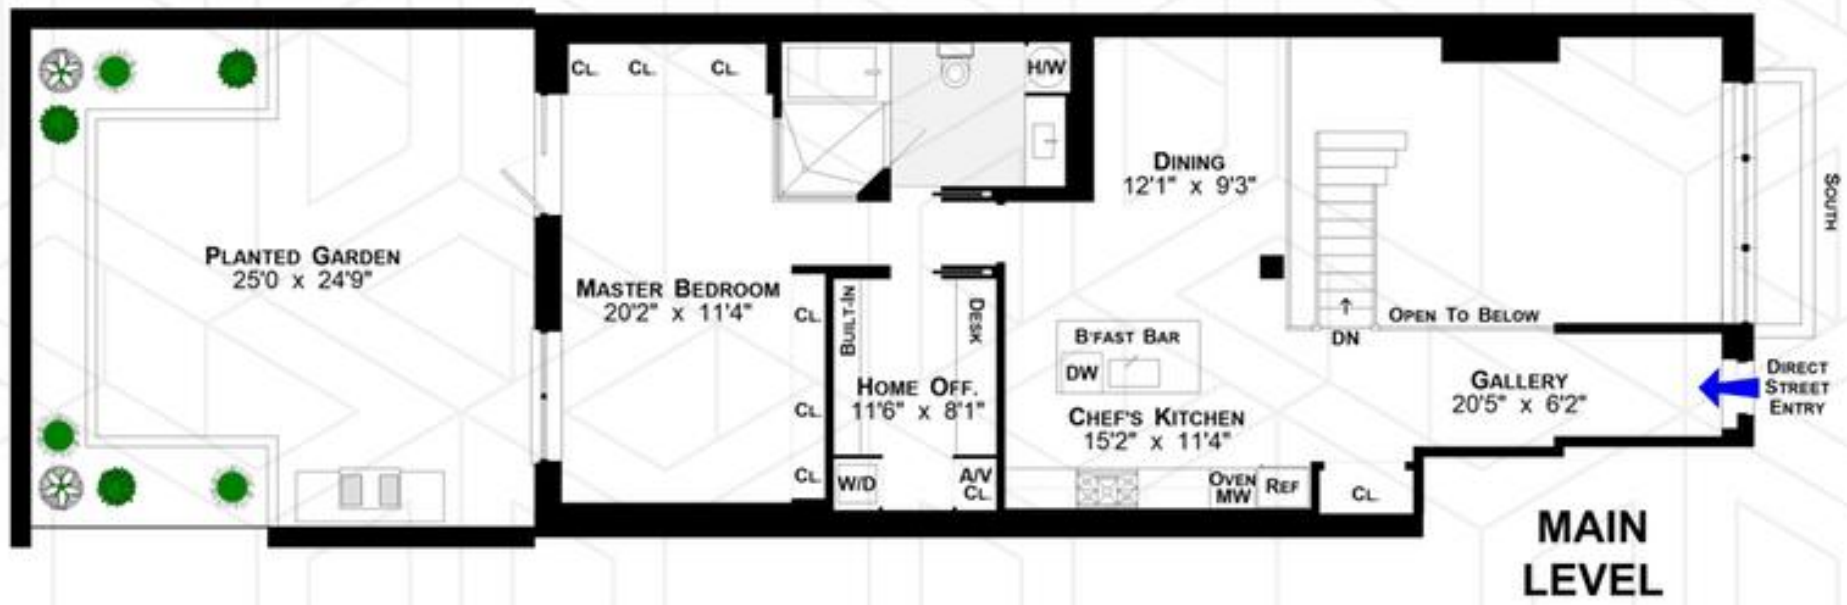 CL. CL. CL.
H/W
DINING
12'1" x 9'3"
SOUTH
PLANTED GARDEN
25'0 x 24'9"
MASTER BEDROOM
20'2" x 11'4"
CL.
CL.
CL.
BUILT-IN
DESK
HOME OFF.
11'6" x 8'1"
W/D
A/V
CL.
B'FAST BAR
DW
CHEF'S KITCHEN
15'2" x 11'4"
OVEN
MW
REF
CL.
OPEN TO BELOW
DN
GALLERY
20'5" x 6'2"
DIRECT
STREET
ENTRY
MAIN
LEVEL